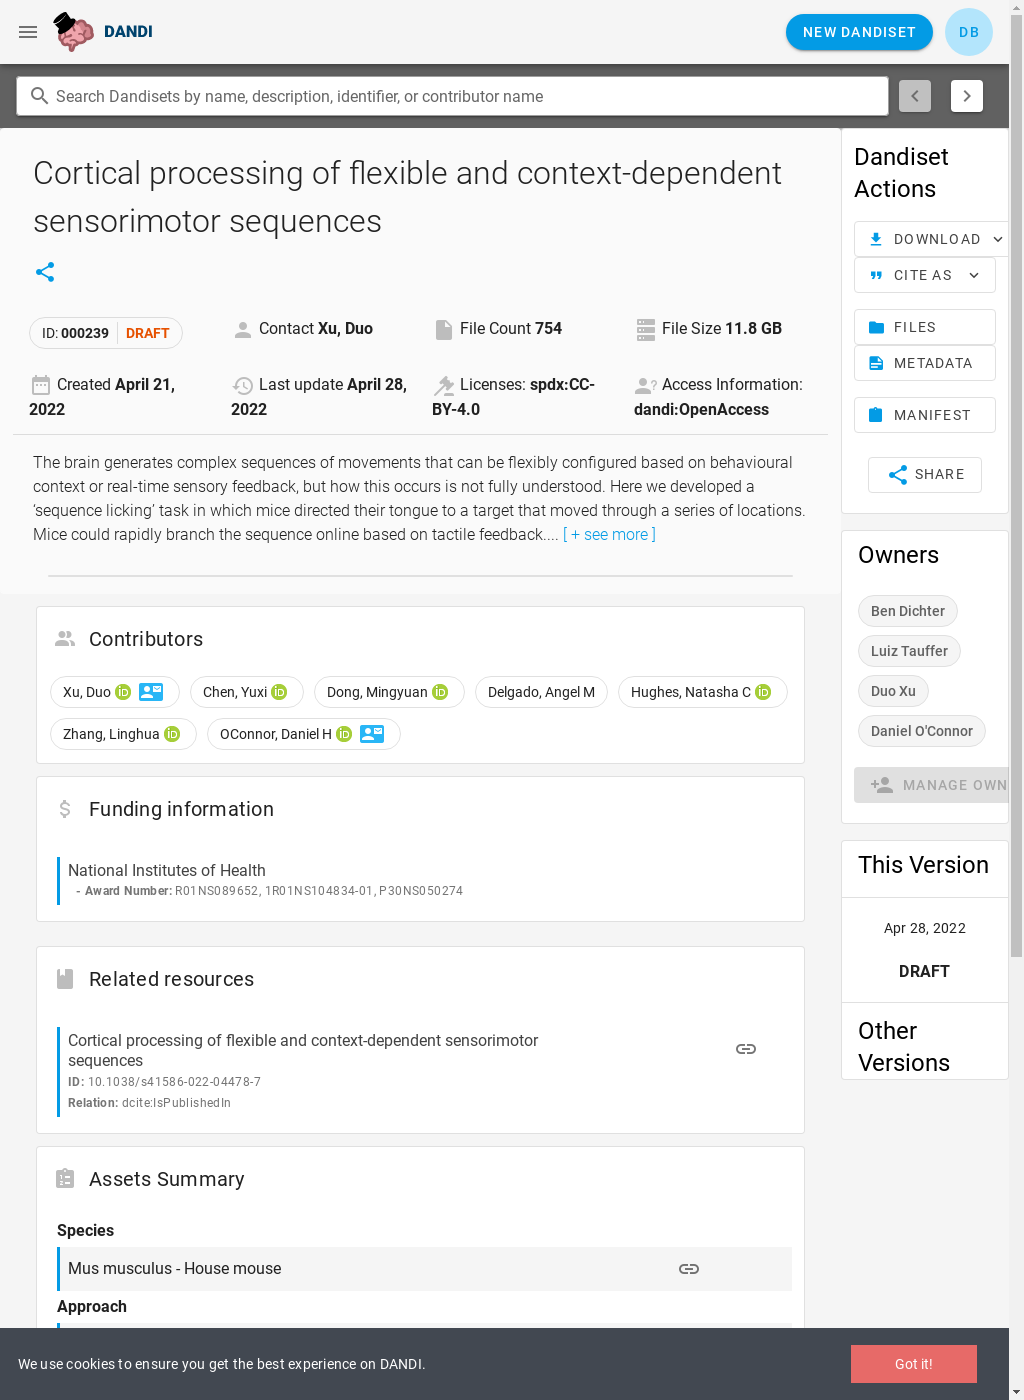 DANDI
NEW DANDISET
DB
Search Dandisets by name, description, identifier, or contributor name
Cortical processing of flexible and context-dependent
sensorimotor sequences
ID: 000239 DRAFT
Contact Xu, Duo
File Count 754
File Size 11.8 GB
Created April 21,
2022
Last update April 28,
2022
Licenses: spdx:CC-
BY-4.0
Access Information:
dandi:OpenAccess
The brain generates complex sequences of movements that can be flexibly configured based on behavioural
context or real-time sensory feedback, but how this occurs is not fully understood. Here we developed a
‘sequence licking’ task in which mice directed their tongue to a target that moved through a series of locations.
Mice could rapidly branch the sequence online based on tactile feedback.... [ + see more ]
Contributors
Xu, Duo iD
Chen, Yuxi iD
Dong, Mingyuan iD
Delgado, Angel M
Hughes, Natasha C iD
Zhang, Linghua iD
OConnor, Daniel H iD
Funding information
National Institutes of Health
- Award Number: R01NS089652, 1R01NS104834-01, P30NS050274
Related resources
Cortical processing of flexible and context-dependent sensorimotor
sequences
ID: 10.1038/s41586-022-04478-7
Relation: dcite:IsPublishedIn
Assets Summary
Species
Mus musculus - House mouse
Approach
Dandiset
Actions
DOWNLOAD
CITE AS
FILES
METADATA
MANIFEST
SHARE
Owners
Ben Dichter
Luiz Tauffer
Duo Xu
Daniel O'Connor
MANAGE OWN
This Version
Apr 28, 2022
DRAFT
Other
Versions
We use cookies to ensure you get the best experience on DANDI.
Got it!